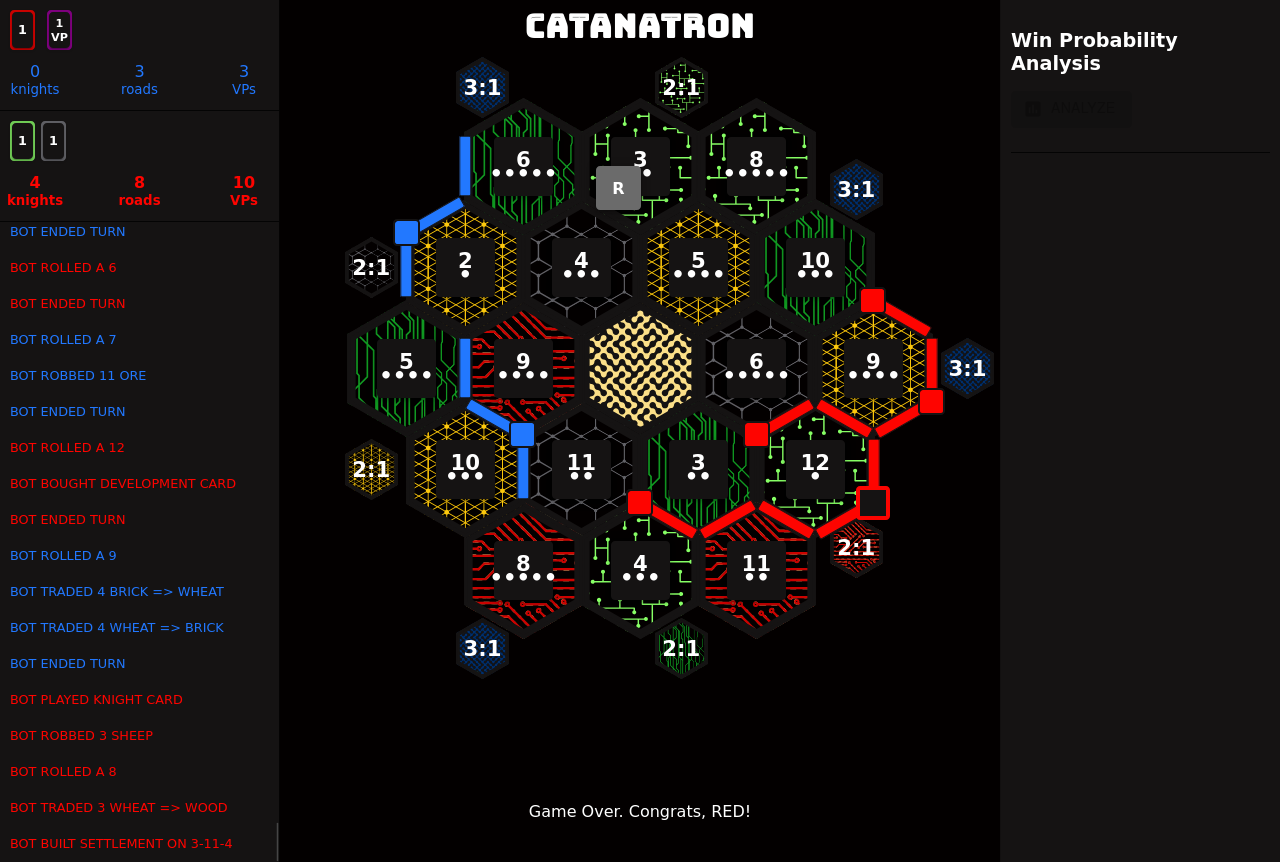 1
1
VP
0
3
3
knights
roads
VPs
1
1
4
8
10
knights
roads
VPs
BOT ENDED TURN
BOT ROLLED A 6
BOT ENDED TURN
BOT ROLLED A 7
BOT ROBBED 11 ORE
BOT ENDED TURN
BOT ROLLED A 12
BOT BOUGHT DEVELOPMENT CARD
BOT ENDED TURN
BOT ROLLED A 9
BOT TRADED 4 BRICK => WHEAT
BOT TRADED 4 WHEAT => BRICK
BOT ENDED TURN
BOT PLAYED KNIGHT CARD
BOT ROBBED 3 SHEEP
BOT ROLLED A 8
BOT TRADED 3 WHEAT => WOOD
BOT BUILT SETTLEMENT ON 3-11-4
CATANATRON
3:1
2:1
6
3
8
R
3:1
2:1
2
4
5
10
5
9
6
9
3:1
2:1
10
11
3
12
8
4
11
2:1
3:1
2:1
Game Over. Congrats, RED!
Win Probability
Analysis
ANALYZE